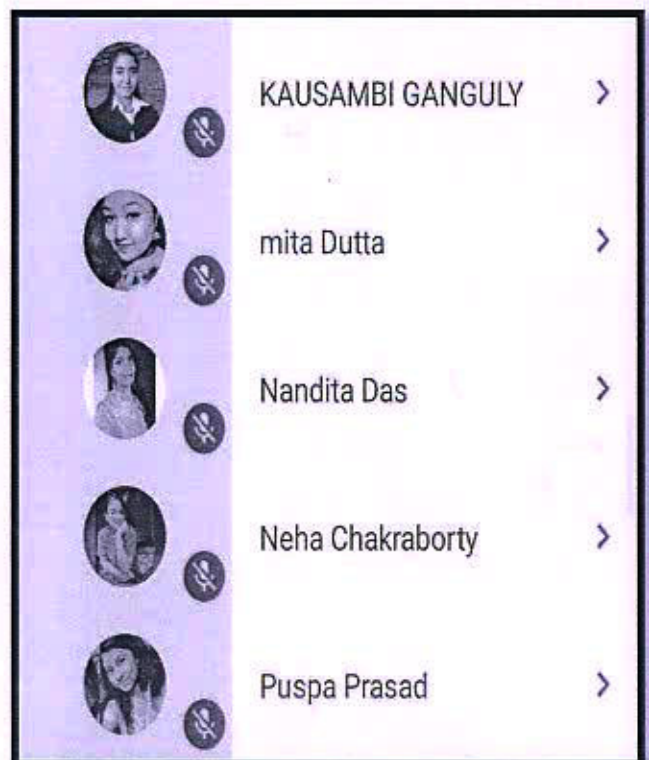 KAUSAMBI GANGULY
mita Dutta
Nandita Das
Neha Chakraborty
Puspa Prasad